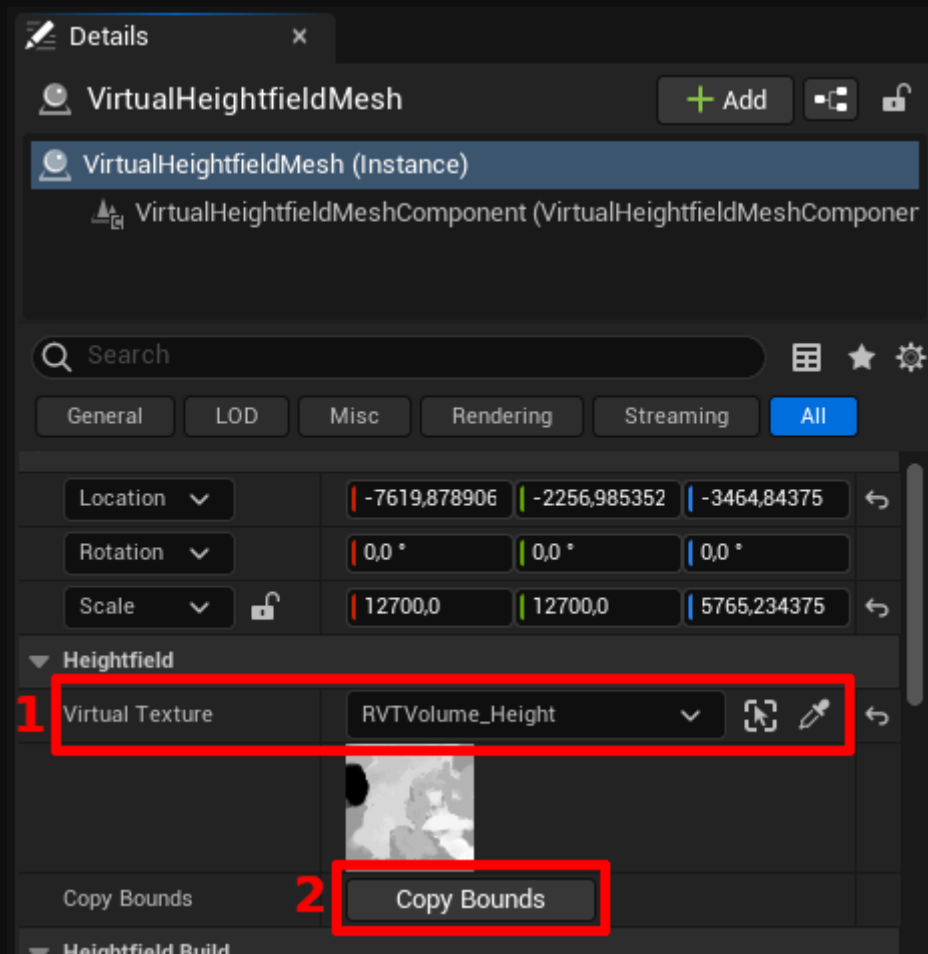 Details
VirtualHeightfieldMesh
Add
VirtualHeightfieldMesh (Instance)
VirtualHeightfieldMeshComponent (VirtualHeightfieldMeshComponer
Search
General LOD Misc Rendering Streaming All
Location -7619,878906 -2256,985352 -3464,84375
Rotation 0,0 ° 0,0 ° 0,0 °
Scale 12700,0 12700,0 5765,234375
Heightfield
1 Virtual Texture RVTVolume_Height
Copy Bounds 2 Copy Bounds
Heightfield Build